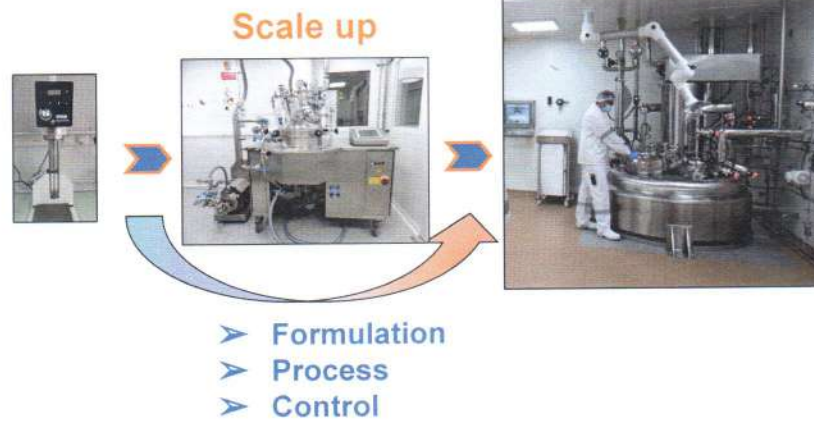 Scale up
➢ Formulation
➢ Process
➢ Control